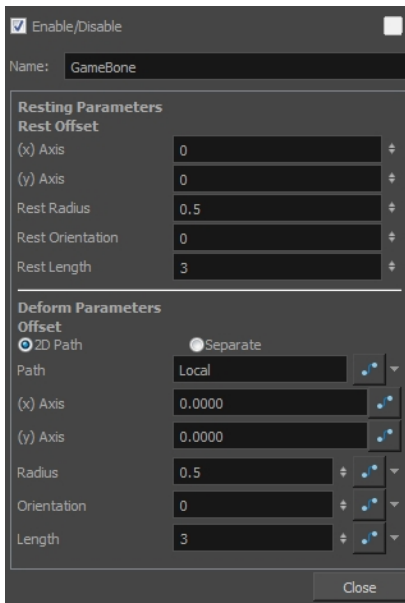 Enable/Disable
Name: GameBone
Resting Parameters
Rest Offset
(x) Axis 0
(y) Axis 0
Rest Radius 0.5
Rest Orientation 0
Rest Length 3
Deform Parameters
Offset
2D Path Separate
Path Local
(x) Axis 0.0000
(y) Axis 0.0000
Radius 0.5
Orientation 0
Length 3
Close